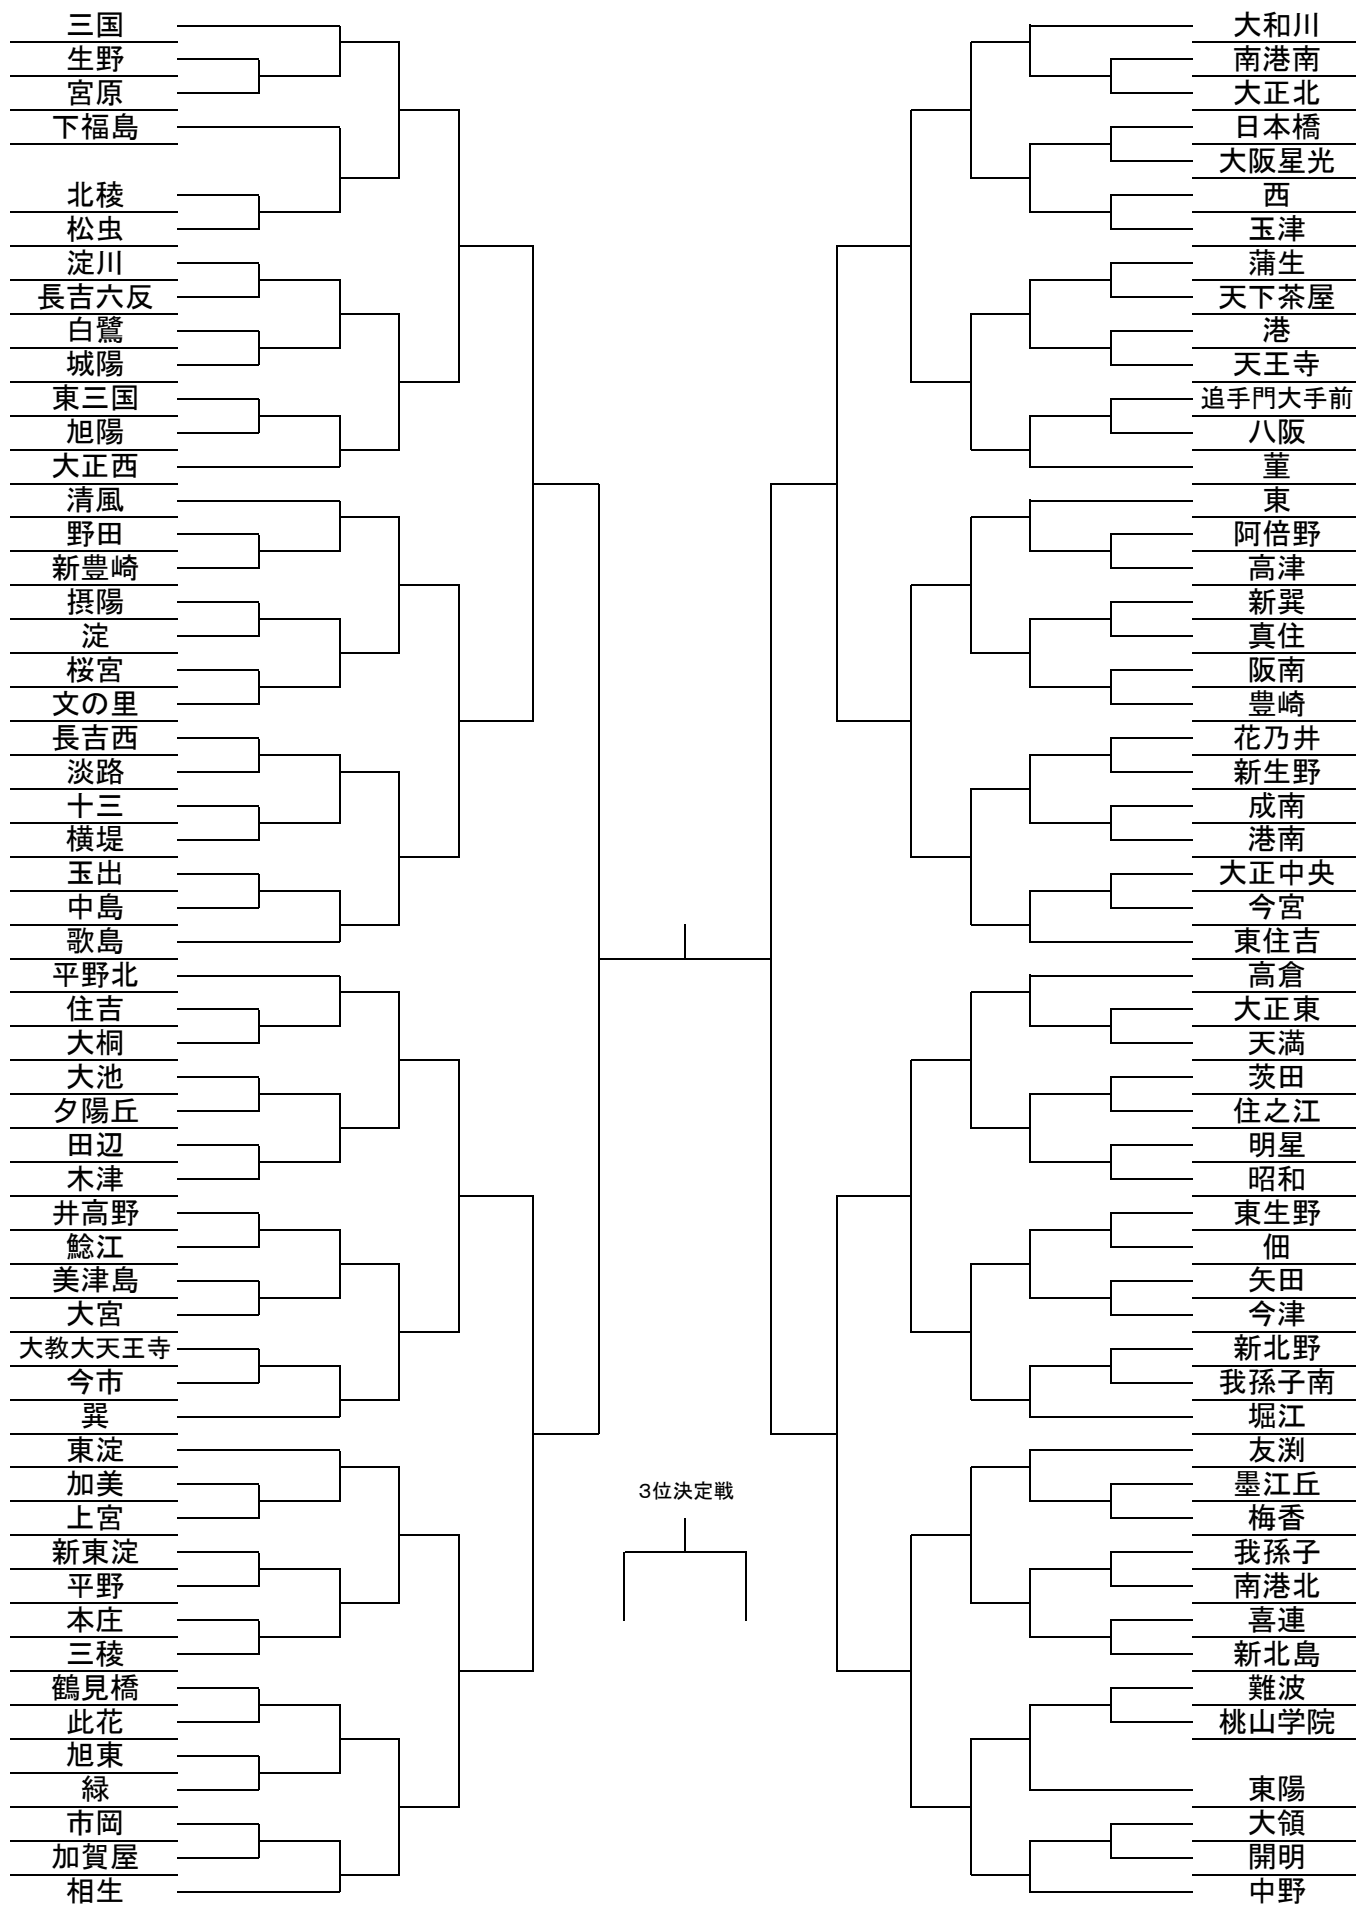 三国
生野
宮原
下福島
北稜
松虫
淀川
長吉六反
白鷺
城陽
東三国
旭陽
大正西
清風
野田
新豊崎
摂陽
淀
桜宮
文の里
長吉西
淡路
十三
横堤
玉出
中島
歌島
平野北
住吉
大桐
大池
夕陽丘
田辺
木津
井高野
鯰江
美津島
大宮
大教大天王寺
今市
巽
東淀
加美
上宮
新東淀
平野
本庄
三稜
鶴見橋
此花
旭東
緑
市岡
加賀屋
相生
3位決定戦
大和川
南港南
大正北
日本橋
大阪星光
西
玉津
蒲生
天下茶屋
港
天王寺
追手門大手前
八阪
菫
東
阿倍野
高津
新巽
真住
阪南
豊崎
花乃井
新生野
成南
港南
大正中央
今宮
東住吉
高倉
大正東
天満
茨田
住之江
明星
昭和
東生野
佃
矢田
今津
新北野
我孫子南
堀江
友渕
墨江丘
梅香
我孫子
南港北
喜連
新北島
難波
桃山学院
東陽
大領
開明
中野